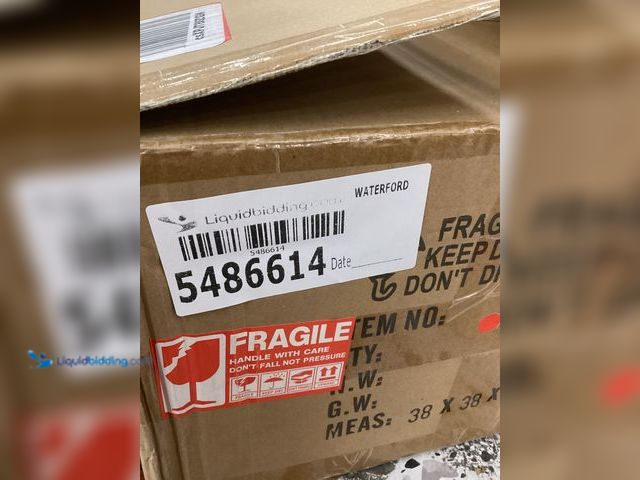 Liquidbidding.com
WATERFORD
5486614
5486614 Date
FRAG
KEEP D
DON'T D
FRAGILE
HANDLE WITH CARE
DON'T FALL NOT PRESSURE
TEM NO:
TY:
.W:
G.W:
MEAS: 38 X 38 X
Liquidbidding.com